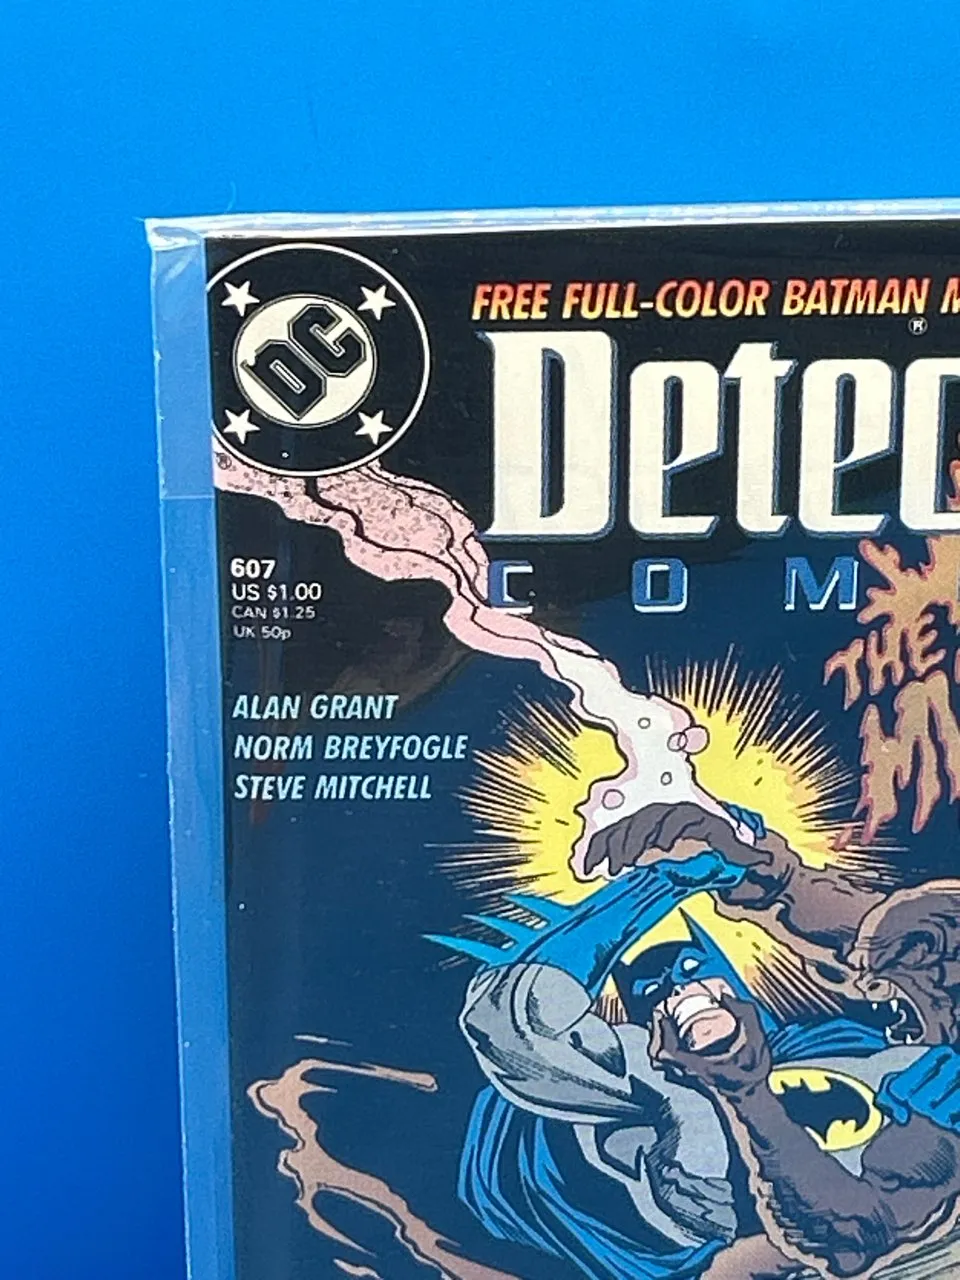 DC
FREE FULL-COLOR BATMAN
Detec
COM
607
US $1.00
CAN $1.25
UK 50p
ALAN GRANT
NORM BREYFOGLE
STEVE MITCHELL
THE